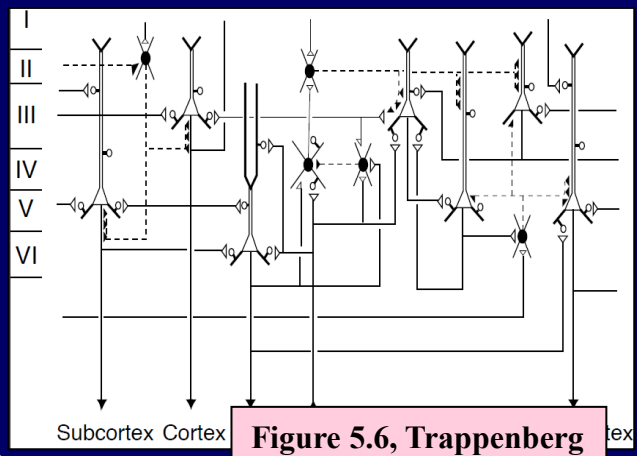 I
II
III
IV
V
VI
Subcortex Cortex
Figure 5.6, Trappenberg